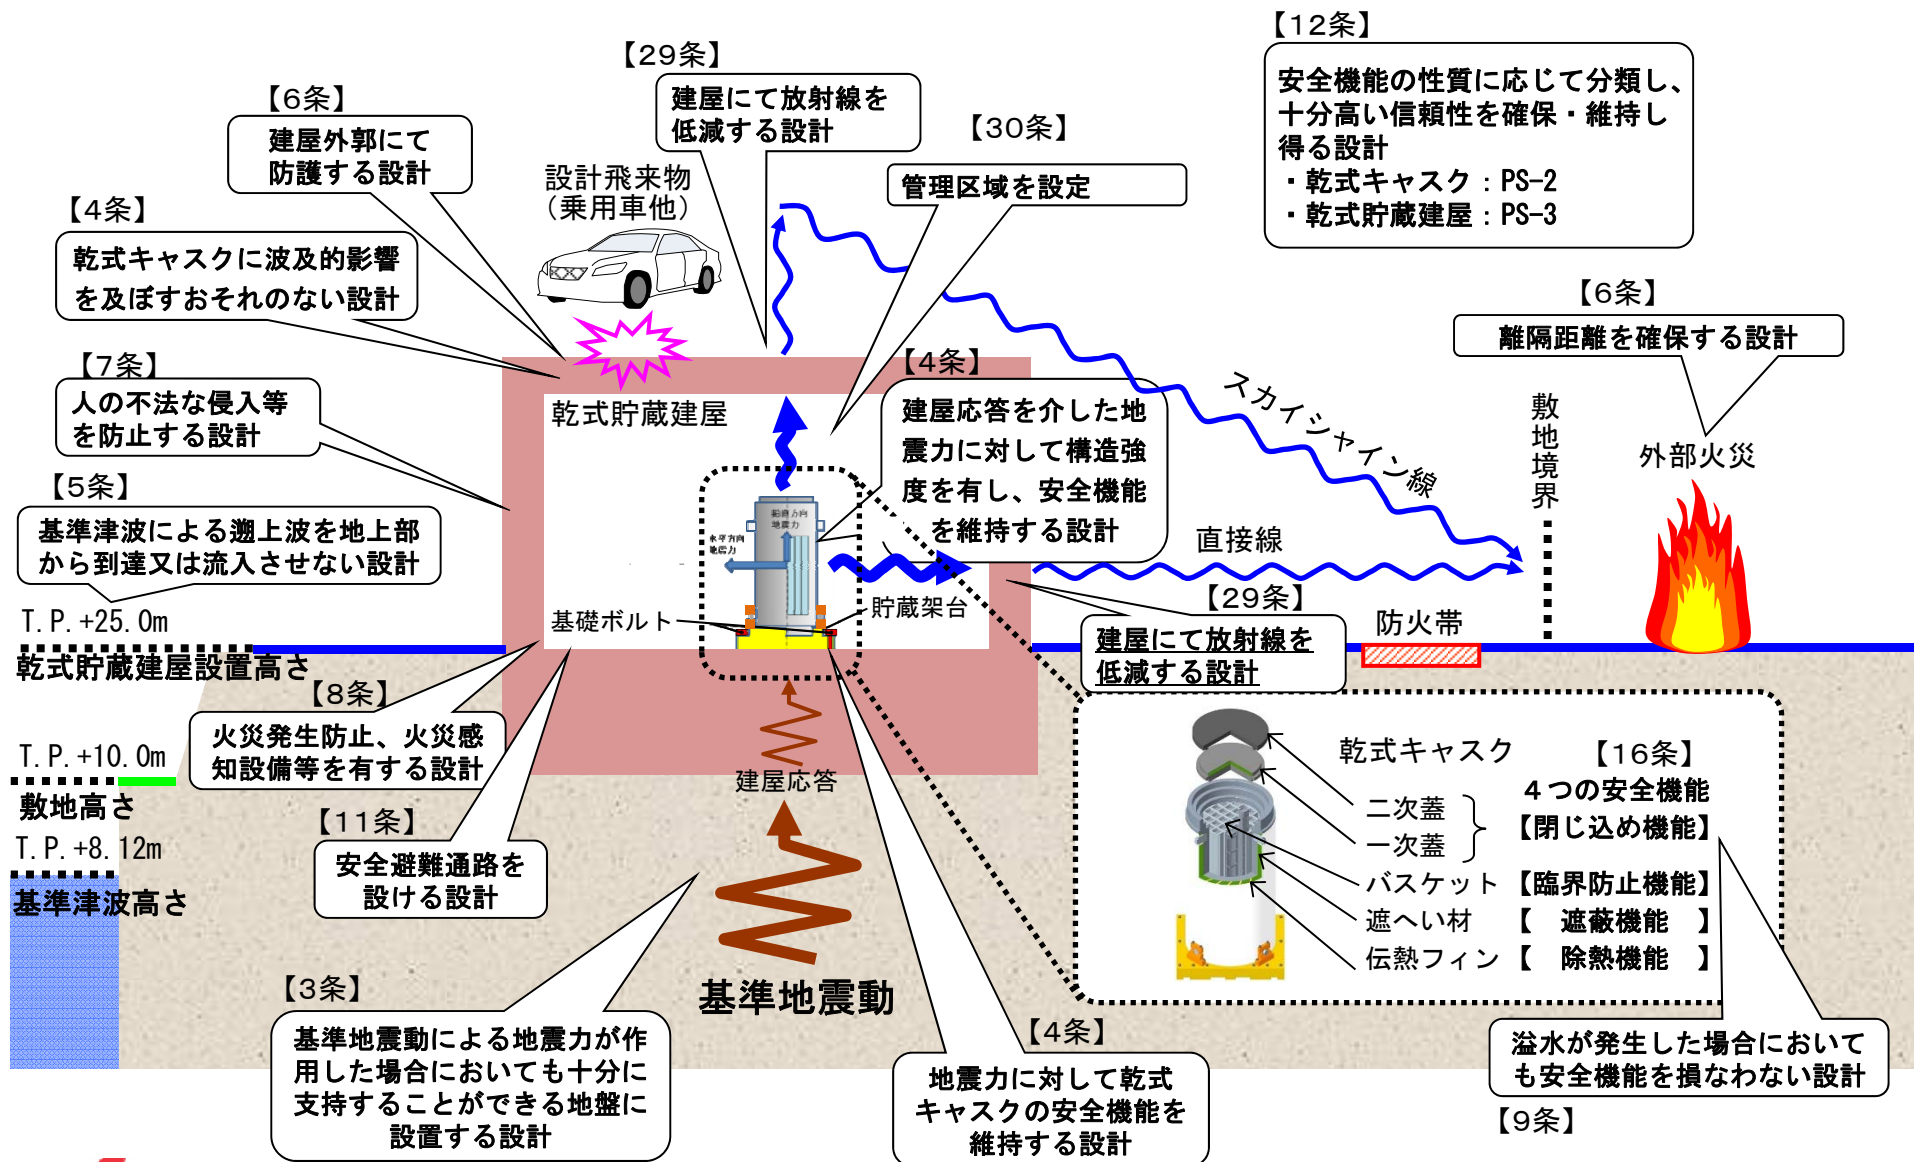 【12条】
安全機能の性質に応じて分類し、
十分高い信頼性を確保・維持し
得る設計
・乾式キャスク：PS-2
・乾式貯蔵建屋：PS-3
【29条】
建屋にて放射線を
低減する設計
【6条】
建屋外郭にて
防護する設計
【30条】
管理区域を設定
設計飛来物
（乗用車他）
【4条】
乾式キャスクに波及的影響
を及ぼすおそれのない設計
【6条】
離隔距離を確保する設計
【7条】
人の不法な侵入等
を防止する設計
乾式貯蔵建屋
【4条】
建屋応答を介した地
震力に対して構造強
度を有し、安全機能
を維持する設計
スカイシャイン線
敷地境界
外部火災
【5条】
基準津波による遡上波を地上部
から到達又は流入させない設計
鉛直方向
地震力
水平方向
地震力
直接線
T.P.+25.0m
乾式貯蔵建屋設置高さ
基礎ボルト
貯蔵架台
【29条】
建屋にて放射線を
低減する設計
防火帯
【8条】
火災発生防止、火災感
知設備等を有する設計
建屋応答
T.P.+10.0m
敷地高さ
T.P.+8.12m
基準津波高さ
【11条】
安全避難通路を
設ける設計
乾式キャスク
【16条】
４つの安全機能
二次蓋
一次蓋
【閉じ込め機能】
バスケット【臨界防止機能】
遮へい材【　遮蔽機能　】
伝熱フィン【　除熱機能　】
基準地震動
【3条】
基準地震動による地震力が作
用した場合においても十分に
支持することができる地盤に
設置する設計
【4条】
地震力に対して乾式
キャスクの安全機能を
維持する設計
溢水が発生した場合において
も安全機能を損なわない設計
【9条】